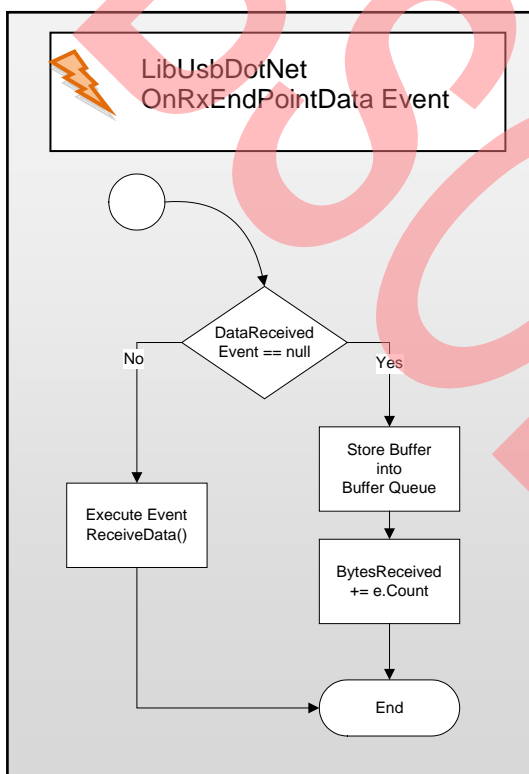 LibUsbDotNet
OnRxEndPointData Event
DataReceived
Event == null
No
Yes
Store Buffer
into
Buffer Queue
Execute Event
ReceiveData()
BytesReceived
+= e.Count
End